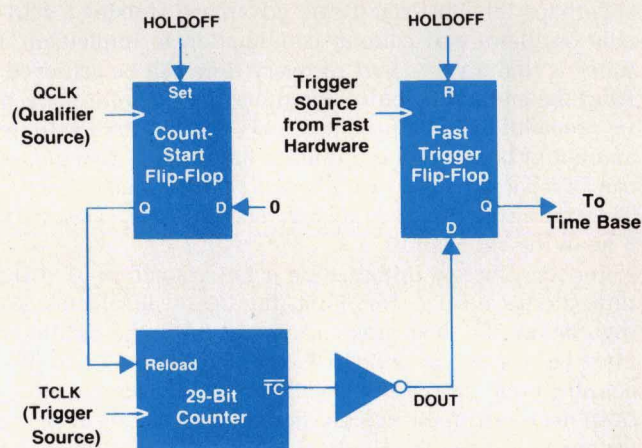 HOLDOFF
HOLDOFF
QCLK
(Qualifier
Source)
Set
Count-
Start
Flip-Flop
Q
D
0
Trigger
Source
from Fast
Hardware
R
Fast
Trigger
Flip-Flop
Q
D
To
Time Base
Reload
TC
29-Bit
Counter
TCLK
(Trigger
Source)
DOUT